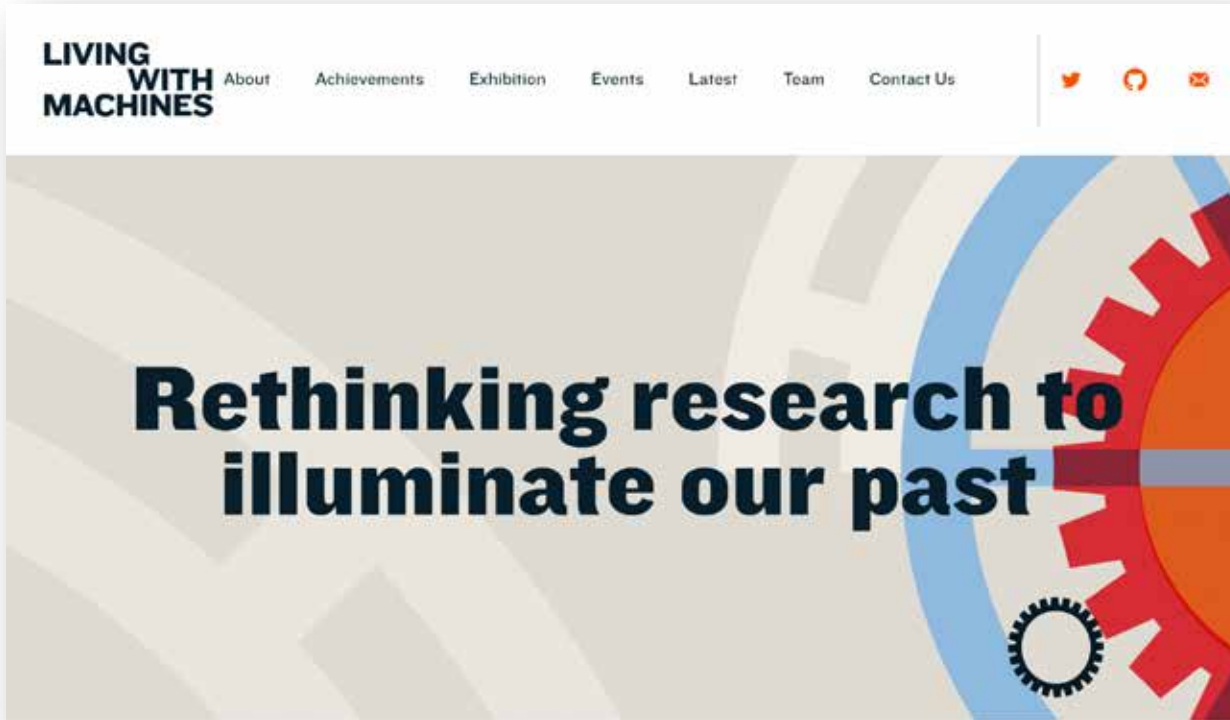 LIVING
WITH
MACHINES
About Achievements Exhibition Events Latest Team Contact Us
Rethinking research to
illuminate our past